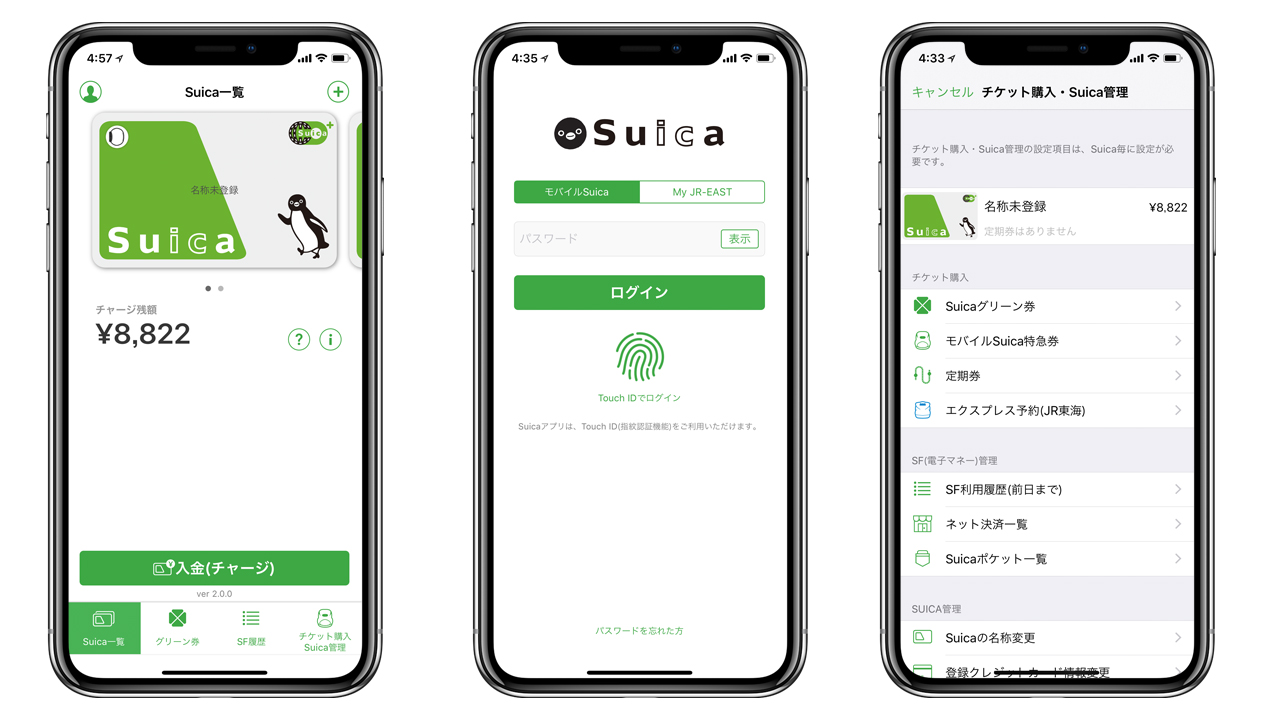 4:57
Suica一覧
Suica
名称未登録
Suica
チャージ残額
¥8,822
?
i
入金(チャージ)
ver 2.0.0
Suica一覧
グリーン券
SF履歴
チケット購入
Suica管理
4:35
Suica
モバイルSuica
My JR-EAST
パスワード
表示
ログイン
Touch IDでログイン
Suicaアプリは、Touch ID(指紋認証機能)をご利用いただけます。
パスワードを忘れた方
4:33
キャンセル チケット購入・Suica管理
チケット購入・Suica管理の設定項目は、Suica毎に設定が必
要です。
Suica
名称未登録
¥8,822
定期券はありません
チケット購入
Suicaグリーン券
モバイルSuica特急券
定期券
エクスプレス予約(JR東海)
SF(電子マネー)管理
SF利用履歴(前日まで)
ネット決済一覧
Suicaポケット一覧
SUICA管理
Suicaの名称変更
登録クレジットカード情報変更